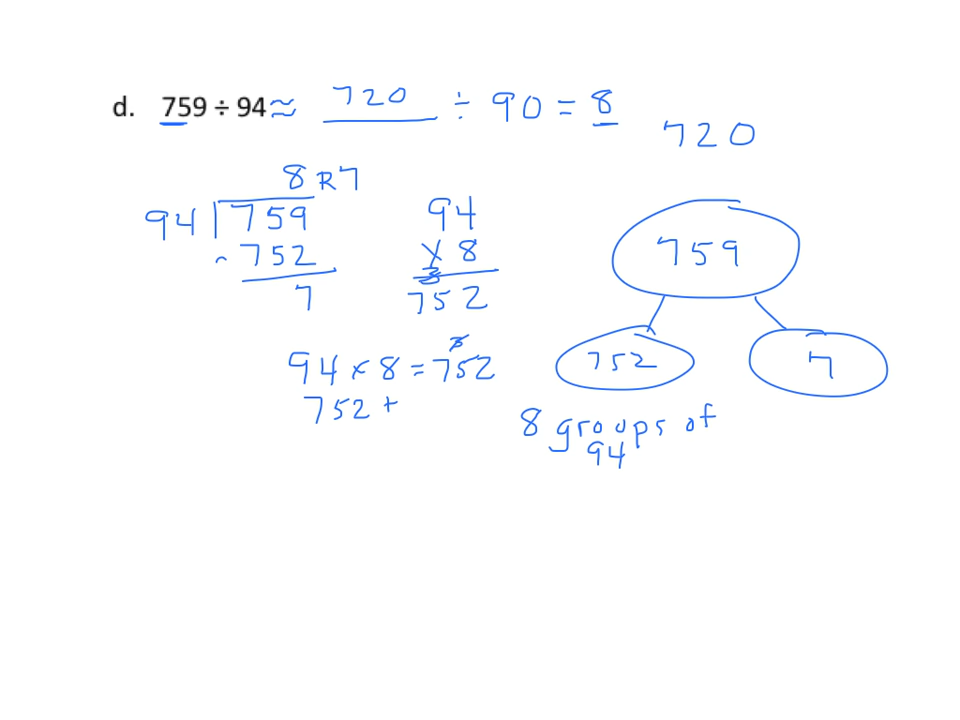 d. 759 ÷ 94 ≈ 720 ÷ 90 = 8
720
8 R7
94 759
- 752
7
94
x 8
3
752
759
752
7
8 groups of
94
94 x 8 = 752
752 +